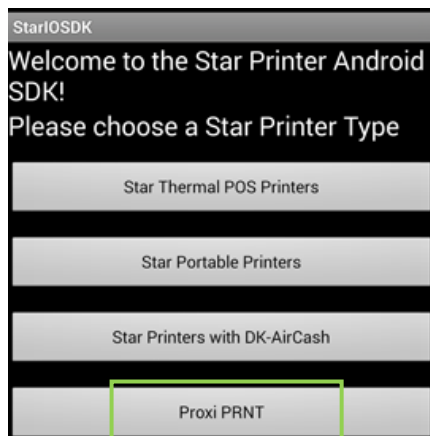 StarIOSDK
Welcome to the Star Printer Android
SDK!
Please choose a Star Printer Type
Star Thermal POS Printers
Star Portable Printers
Star Printers with DK-AirCash
Proxi PRNT